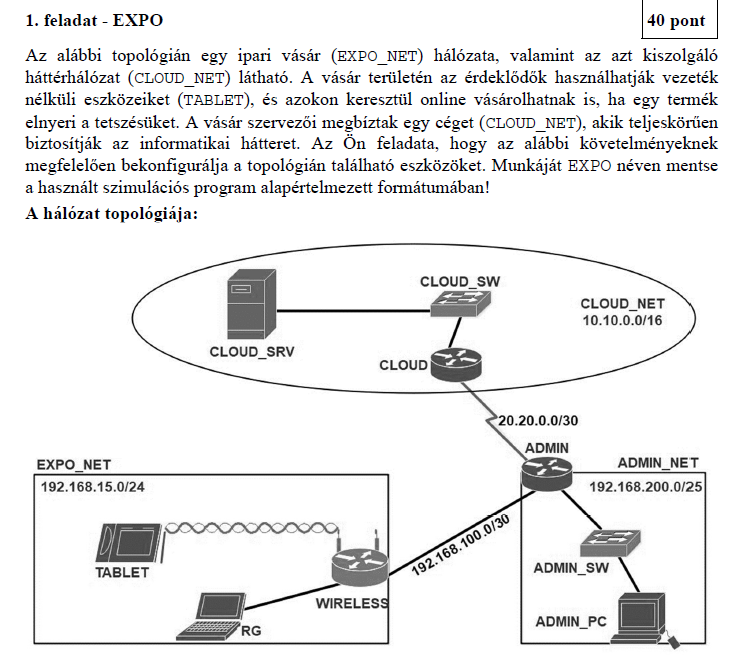 1. feladat - EXPO
40 pont
Az alábbi topológián egy ipari vásár (EXPO_NET) hálózata, valamint az azt kiszolgáló
háttérhálózat (CLOUD_NET) látható. A vásár területén az érdeklődők használhatják vezeték
nélküli eszközeiket (TABLET), és azokon keresztül online vásárolhatnak is, ha egy termék
elnyeri a tetszésüket. A vásár szervezői megbíztak egy céget (CLOUD_NET), akik teljeskörűen
biztosítják az informatikai hátteret. Az Ön feladata, hogy az alábbi követelményeknek
megfelelően bekonfigurálja a topológián található eszközöket. Munkáját EXPO néven mentse
a használt szimulációs program alapértelmezett formátumában!
A hálózat topológiája:
CLOUD_SW
CLOUD_NET
10.10.0.0/16
CLOUD_SRV
CLOUD
20.20.0.0/30
ADMIN
EXPO_NET
ADMIN_NET
192.168.15.0/24
192.168.200.0/25
192.168.100.0/30
TABLET
ADMIN_SW
WIRELESS
RG
ADMIN_PC